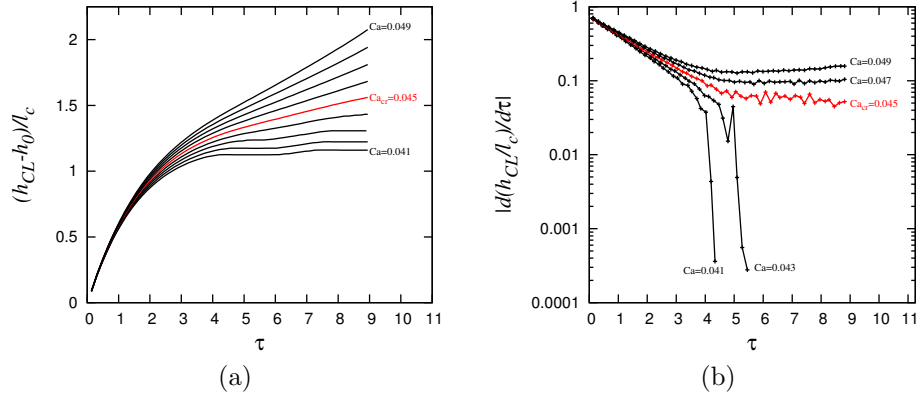 2
1.5
1
0.5
0
(h_CL-h_0)/l_c
Ca=0.049
Ca_cr=0.045
Ca=0.041
0 1 2 3 4 5 6 7 8 9 10 11
τ
(a)
1
0.1
0.01
0.001
0.0001
|d(h_CL/l_c)/dτ|
Ca=0.049
Ca=0.047
Ca_cr=0.045
Ca=0.041 Ca=0.043
0 1 2 3 4 5 6 7 8 9 10 11
τ
(b)